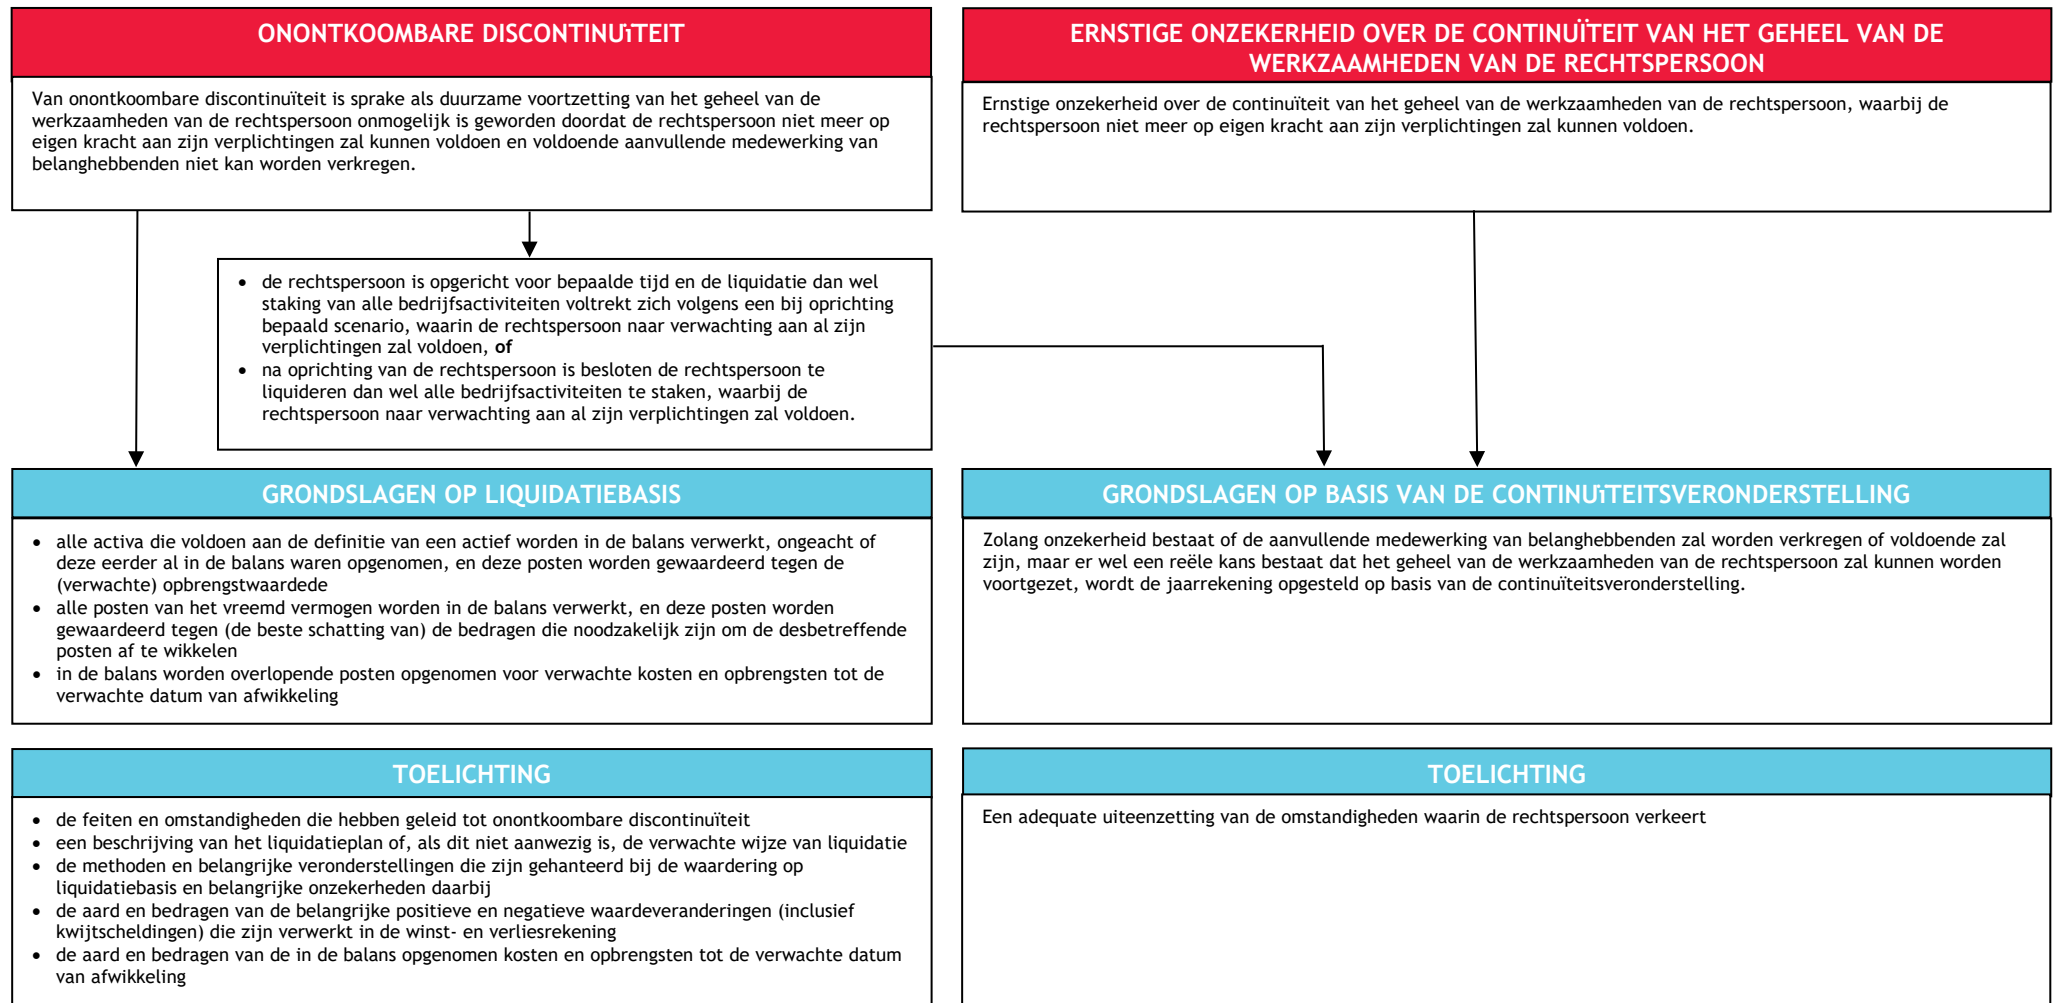 ONONTKOOMBARE DISCONTINUïTEIT
Van onontkoombare discontinuïteit is sprake als duurzame voortzetting van het geheel van de
werkzaamheden van de rechtspersoon onmogelijk is geworden doordat de rechtspersoon niet meer op
eigen kracht aan zijn verplichtingen zal kunnen voldoen en voldoende aanvullende medewerking van
belanghebbenden niet kan worden verkregen.
ERNSTIGE ONZEKERHEID OVER DE CONTINUÏTEIT VAN HET GEHEEL VAN DE
WERKZAAMHEDEN VAN DE RECHTSPERSOON
Ernstige onzekerheid over de continuïteit van het geheel van de werkzaamheden van de rechtspersoon, waarbij de
rechtspersoon niet meer op eigen kracht aan zijn verplichtingen zal kunnen voldoen.
• de rechtspersoon is opgericht voor bepaalde tijd en de liquidatie dan wel
staking van alle bedrijfsactiviteiten voltrekt zich volgens een bij oprichting
bepaald scenario, waarin de rechtspersoon naar verwachting aan al zijn
verplichtingen zal voldoen, of
• na oprichting van de rechtspersoon is besloten de rechtspersoon te
liquideren dan wel alle bedrijfsactiviteiten te staken, waarbij de
rechtspersoon naar verwachting aan al zijn verplichtingen zal voldoen.
GRONDSLAGEN OP LIQUIDATIEBASIS
• alle activa die voldoen aan de definitie van een actief worden in de balans verwerkt, ongeacht of
deze eerder al in de balans waren opgenomen, en deze posten worden gewaardeerd tegen de
(verwachte) opbrengstwaardede
• alle posten van het vreemd vermogen worden in de balans verwerkt, en deze posten worden
gewaardeerd tegen (de beste schatting van) de bedragen die noodzakelijk zijn om de desbetreffende
posten af te wikkelen
• in de balans worden overlopende posten opgenomen voor verwachte kosten en opbrengsten tot de
verwachte datum van afwikkeling
GRONDSLAGEN OP BASIS VAN DE CONTINUïTEITSVERONDERSTELLING
Zolang onzekerheid bestaat of de aanvullende medewerking van belanghebbenden zal worden verkregen of voldoende zal
zijn, maar er wel een reële kans bestaat dat het geheel van de werkzaamheden van de rechtspersoon zal kunnen worden
voortgezet, wordt de jaarrekening opgesteld op basis van de continuïteitsveronderstelling.
TOELICHTING
• de feiten en omstandigheden die hebben geleid tot onontkoombare discontinuïteit
• een beschrijving van het liquidatieplan of, als dit niet aanwezig is, de verwachte wijze van liquidatie
• de methoden en belangrijke veronderstellingen die zijn gehanteerd bij de waardering op
liquidatiebasis en belangrijke onzekerheden daarbij
• de aard en bedragen van de belangrijke positieve en negatieve waardeveranderingen (inclusief
kwijtscheldingen) die zijn verwerkt in de winst- en verliesrekening
• de aard en bedragen van de in de balans opgenomen kosten en opbrengsten tot de verwachte datum
van afwikkeling
TOELICHTING
Een adequate uiteenzetting van de omstandigheden waarin de rechtspersoon verkeert